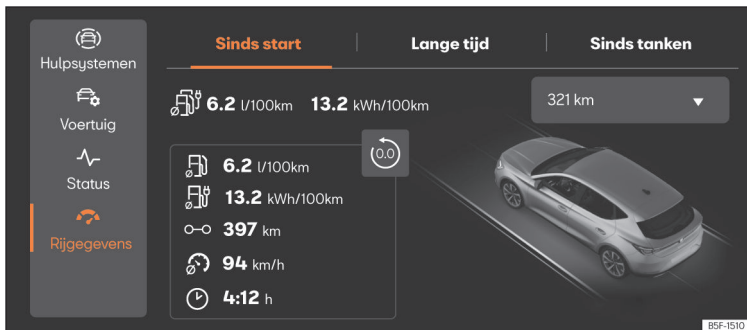 Hulpsystemen
Voertuig
Status
Rijgegevens
Sinds start
Lange tijd
Sinds tanken
6.2 l/100km 13.2 kWh/100km
321 km
(0.0)
6.2 l/100km
13.2 kWh/100km
397 km
94 km/h
4:12 h
B5F-1510